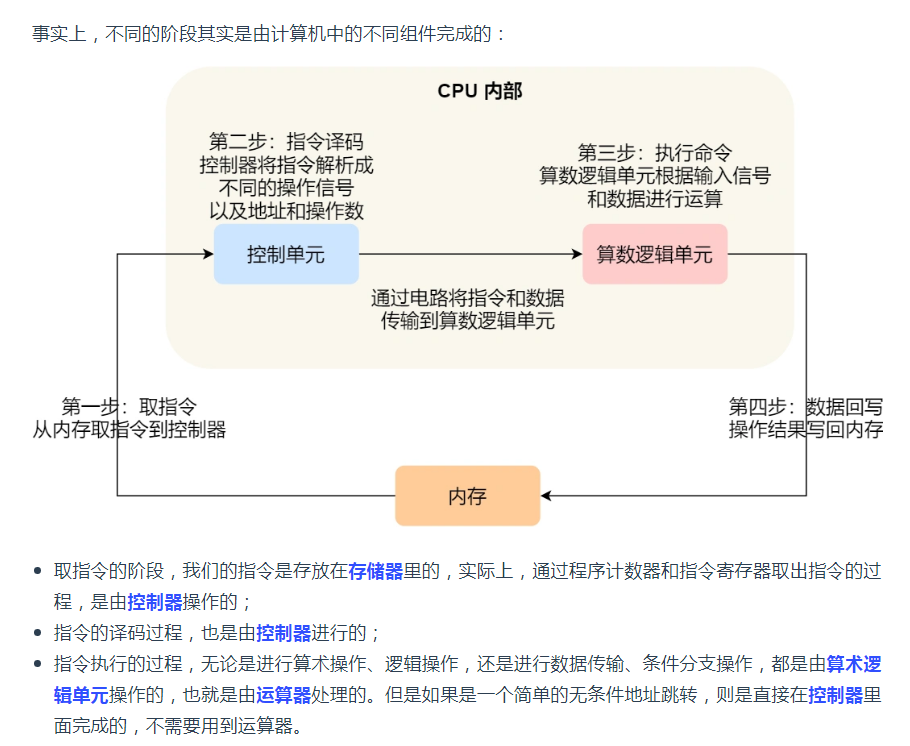 事实上，不同的阶段其实是由计算机中的不同组件完成的：
CPU 内部
第二步：指令译码
控制器将指令解析成
不同的操作信号
以及地址和操作数
第三步：执行命令
算数逻辑单元根据输入信号
和数据进行运算
控制单元
算数逻辑单元
通过电路将指令和数据
传输到算数逻辑单元
第一步：取指令
从内存取指令到控制器
第四步：数据回写
操作结果写回内存
内存
• 取指令的阶段，我们的指令是存放在存储器里的，实际上，通过程序计数器和指令寄存器取出指令的过
程，是由控制器操作的；
• 指令的译码过程，也是由控制器进行的；
• 指令执行的过程，无论是进行算术操作、逻辑操作，还是进行数据传输、条件分支操作，都是由算术逻
辑单元操作的，也就是由运算器处理的。但是如果是一个简单的无条件地址跳转，则是直接在控制器里
面完成的，不需要用到运算器。